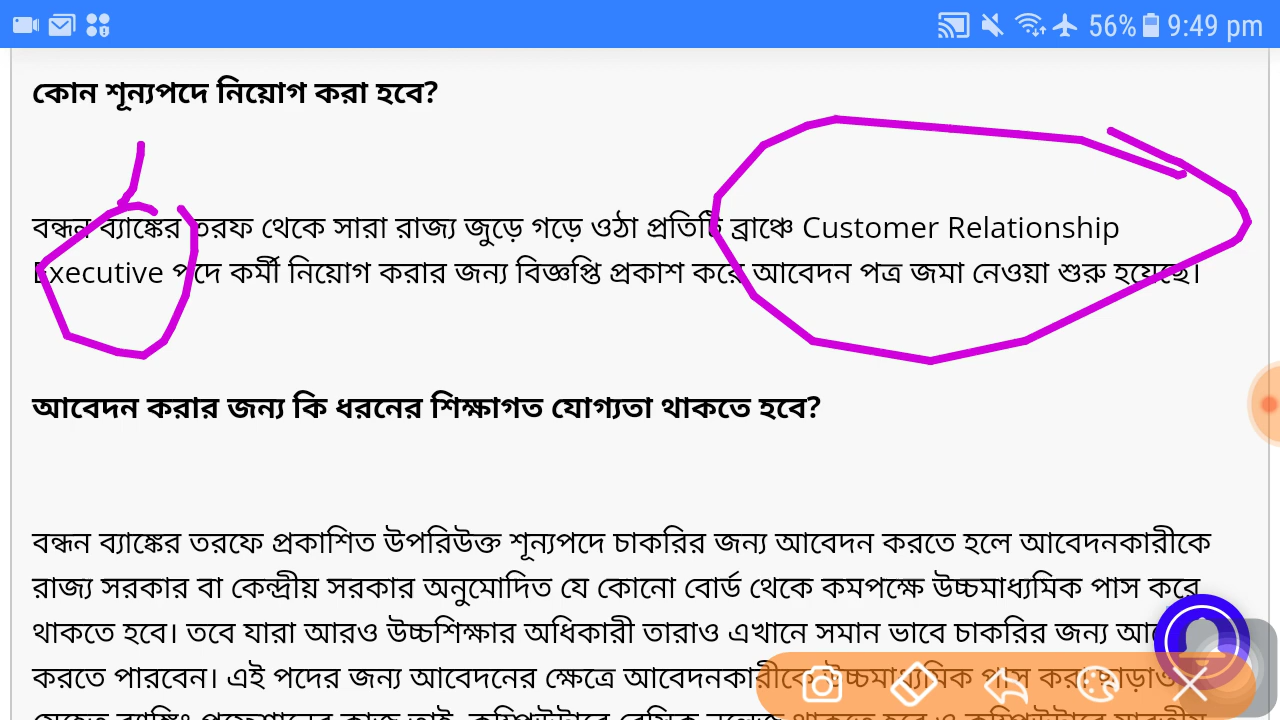 56% 9:49 pm
কোন শূন্যপদে নিয়োগ করা হবে?
বন্ধন ব্যাঙ্কের তরফ থেকে সারা রাজ্য জুড়ে গড়ে ওঠা প্রতিটি ব্রাঞ্চে Customer Relationship
Executive পদে কর্মী নিয়োগ করার জন্য বিজ্ঞপ্তি প্রকাশ করে আবেদন পত্র জমা নেওয়া শুরু হয়েছে।
আবেদন করার জন্য কি ধরনের শিক্ষাগত যোগ্যতা থাকতে হবে?
বন্ধন ব্যাঙ্কের তরফে প্রকাশিত উপরিউক্ত শূন্যপদে চাকরির জন্য আবেদন করতে হলে আবেদনকারীকে
রাজ্য সরকার বা কেন্দ্রীয় সরকার অনুমোদিত যে কোনো বোর্ড থেকে কমপক্ষে উচ্চমাধ্যমিক পাস করে
থাকতে হবে। তবে যারা আরও উচ্চশিক্ষার অধিকারী তারাও এখানে সমান ভাবে চাকরির জন্য
করতে পারবেন। এই পদের জন্য আবেদনের ক্ষেত্রে আবেদনকারীকে উচ্চমাধ্যমিক পাস করা ছাড়াও